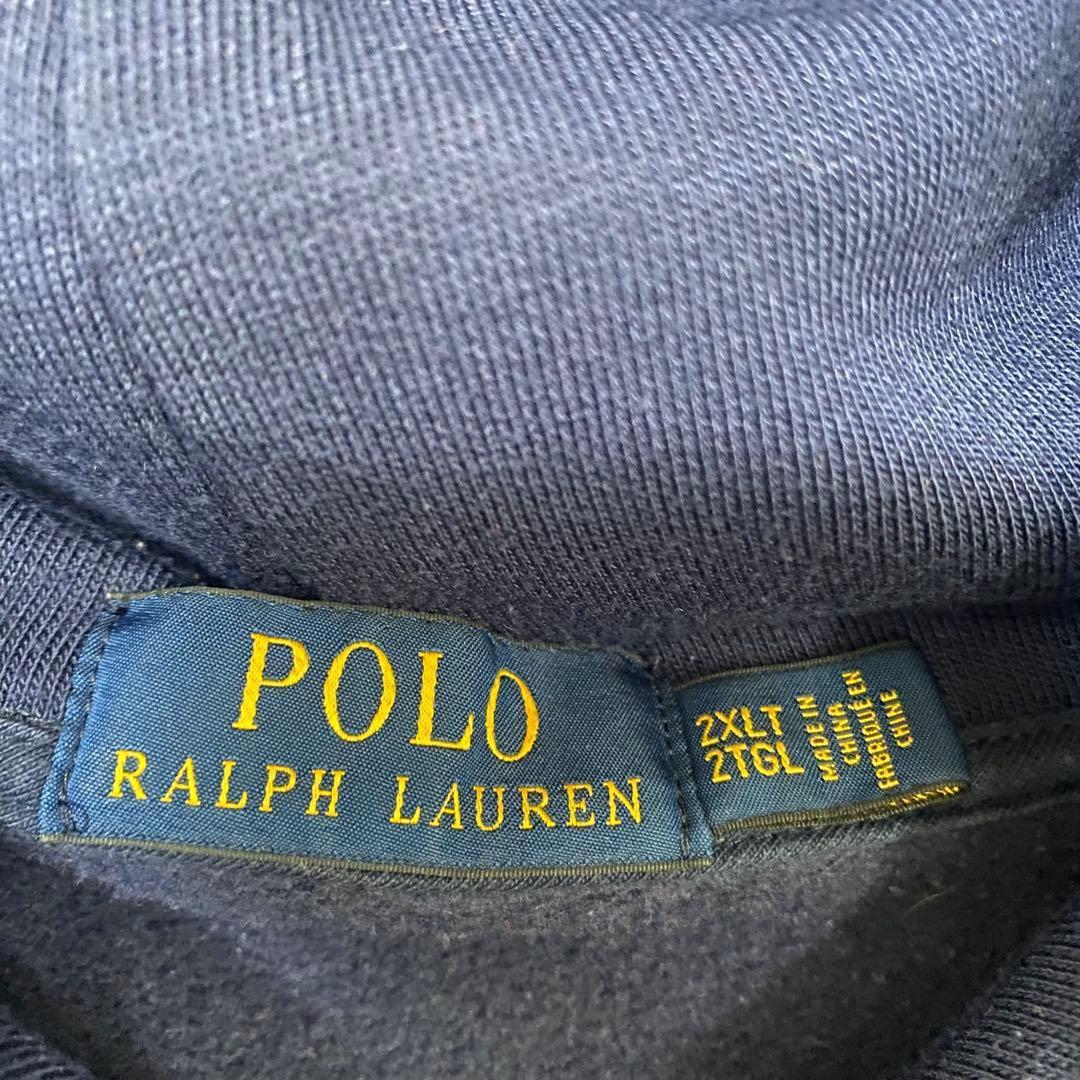 POLO
RALPH LAUREN
2XLT
2TGL
MADE IN
CHINA
FABRIQUÉ EN
CHINE